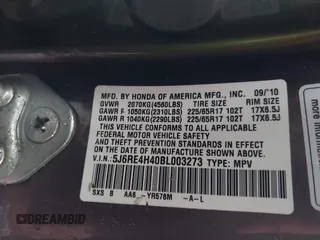 MFD. BY HONDA OF AMERICA MFG., INC. 09/'10
GVWR 2070KG(4560LBS) TIRE SIZE RIM SIZE
GAWR F 1050KG(2310LBS) 225/65R17 102T 17X6.5J
GAWR R 1040KG(2290LBS) 225/65R17 102T 17X6.5J
THIS VEHICLE CONFORMS TO ALL APPLICABLE
FEDERAL MOTOR VEHICLE SAFETY AND
THEFT PREVENTION STANDARDS IN EFFECT ON THE
DATE OF MANUFACTURE SHOWN ABOVE.
V.I.N.: 5J6RE4H40BL003273 TYPE: MPV
SXS B AA6 -YR578M -A-L
© iDREAMBID